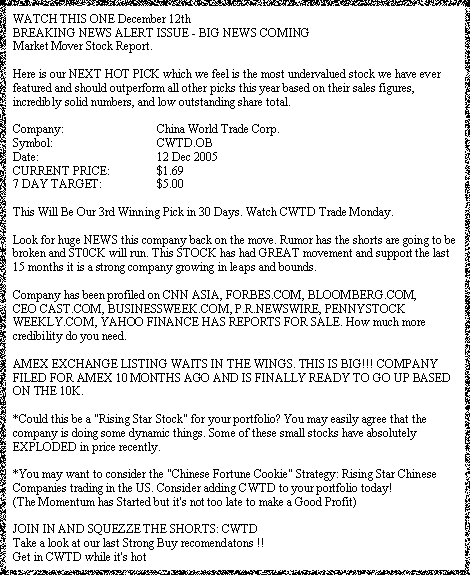 WATCH THIS ONE December 12th
BREAKING NEWS ALERT ISSUE - BIG NEWS COMING
Market Mover Stock Report.
Here is our NEXT HOT PICK which we feel is the most undervalued stock we have ever
featured and should outperform all other picks this year based on their sales figures,
incredibly solid numbers, and low outstanding share total.
Company: China World Trade Corp.
Symbol: CWTD.OB
Date: 12 Dec 2005
CURRENT PRICE: $1.69
7 DAY TARGET: $5.00
This Will Be Our 3rd Winning Pick in 30 Days. Watch CWTD Trade Monday.
Look for huge NEWS this company back on the move. Rumor has the shorts are going to be
broken and ST0CK will run. This STOCK has had GREAT movement and support the last
15 months it is a strong company growing in leaps and bounds.
Company has been profiled on CNN ASIA, FORBES.COM, BLOOMBERG.COM,
CEO CAST.COM, BUSINESSWEEK.COM, P.R.NEWSWIRE, PENNYSTOCK
WEEKLY.COM, YAHOO FINANCE HAS REPORTS FOR SALE. How much more
credibility do you need.
AMEX EXCHANGE LISTING WAITS IN THE WINGS. THIS IS BIG!!! COMPANY
FILED FOR AMEX 10 MONTHS AGO AND IS FINALLY READY TO GO UP BASED
ON THE 10K.
*Could this be a "Rising Star Stock" for your portfolio? You may easily agree that the
company is doing some dynamic things. Some of these small stocks have absolutely
EXPLODED in price recently.
*You may want to consider the "Chinese Fortune Cookie" Strategy: Rising Star Chinese
Companies trading in the US. Consider adding CWTD to your portfolio today!
(The Momentum has Started but it's not too late to make a Good Profit)
JOIN IN AND SQUEZZE THE SHORTS: CWTD
Take a look at our last Strong Buy recomendatons !!
Get in CWTD while it's hot